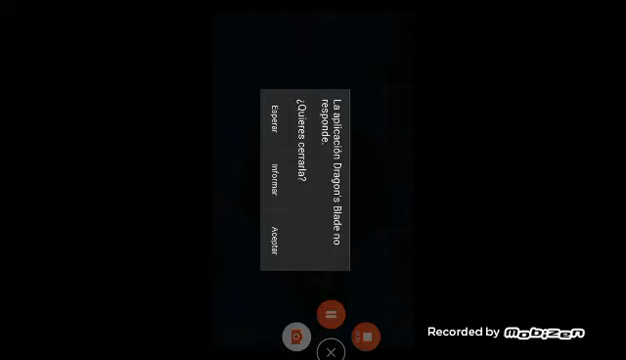 La aplicación Dragon's Blade no
responde.
¿Quieres cerrarla?
Esperar
Informar
Aceptar
Recorded by mobizen